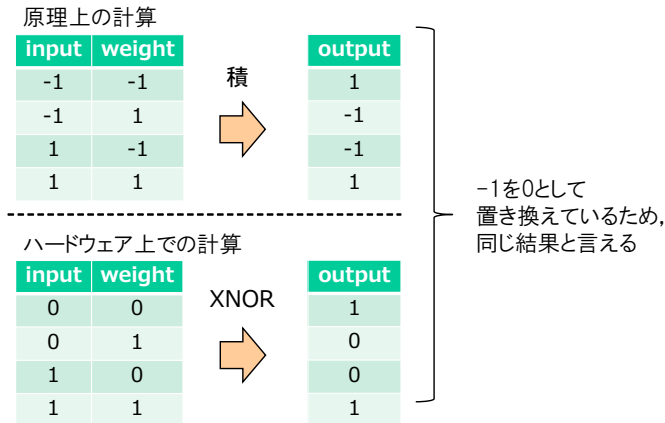 原理上の計算
input weight
-1 -1
-1 1
1 -1
1 1
積
output
1
-1
-1
1
ハードウェア上での計算
input weight
0 0
0 1
1 0
1 1
XNOR
output
1
0
0
1
-1を0として
置き換えているため,
同じ結果と言える